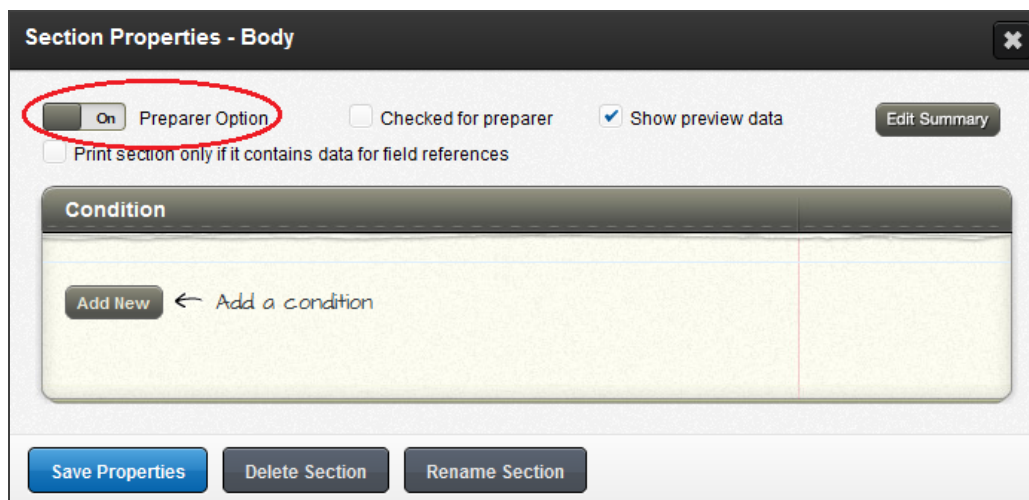 Section Properties - Body
On Preparer Option Checked for preparer Show preview data Edit Summary
Print section only if it contains data for field references
Condition
Add New ← Add a condition
Save Properties Delete Section Rename Section